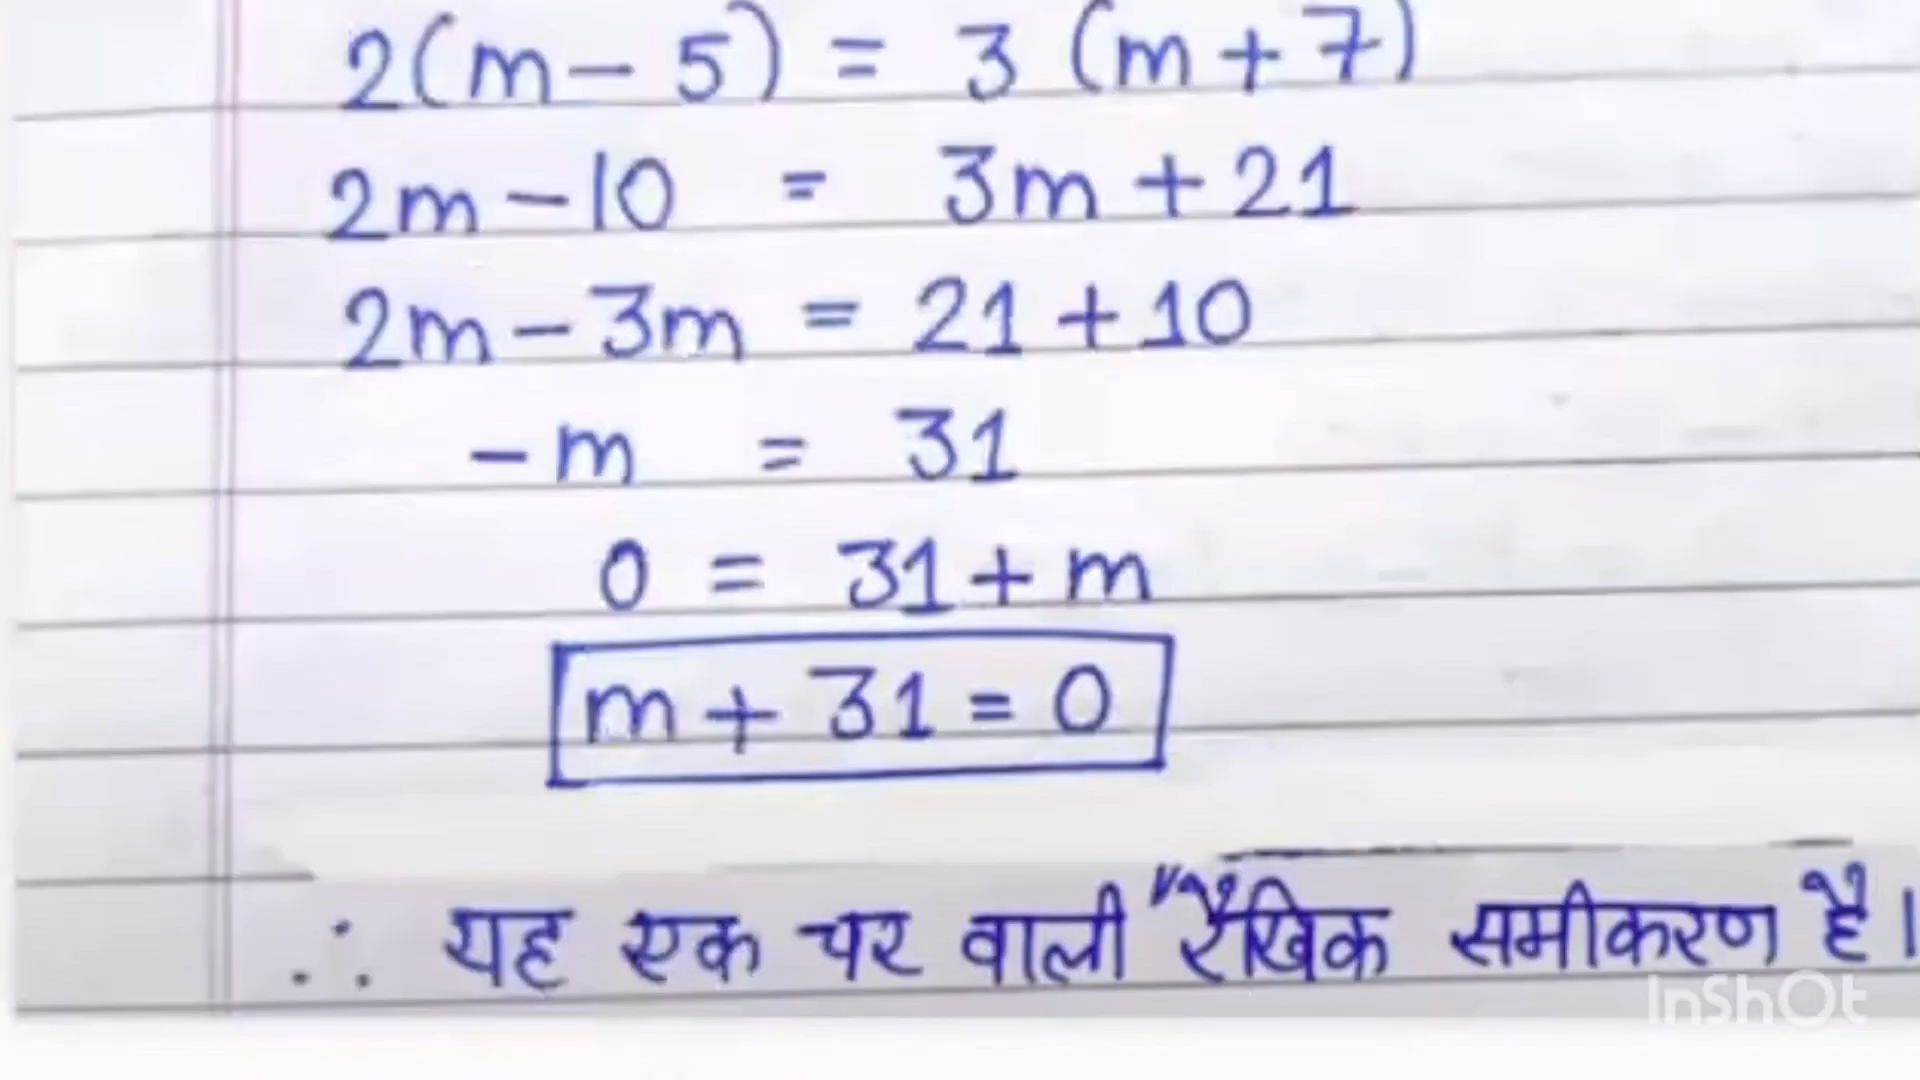 2(m - 5) = 3 (m + 7)
2m - 10 = 3m + 21
2m - 3m = 21 + 10
- m = 31
0 = 31 + m
m + 31 = 0
∴ यह एक चर वाली रैखिक समीकरण है।
InShOt